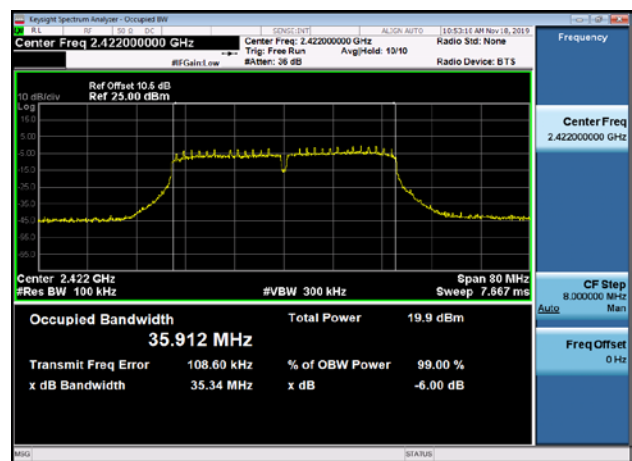 Keysight Spectrum Analyzer - Occupied BW
RL RF 50 Ω DC SENSE:INT ALIGN AUTO 10:53:10 AM Nov 18, 2019
Center Freq 2.422000000 GHz
Center Freq: 2.422000000 GHz
Radio Std: None
Trig: Free Run Avg|Hold: 10/10
#IFGain:Low #Atten: 36 dB Radio Device: BTS
Ref Offset 10.6 dB
10 dB/div Ref 25.00 dBm
Log
15.0
5.00
-5.00
-15.0
-25.0
-35.0
-45.0
-55.0
-65.0
Center 2.422 GHz Span 80 MHz
#Res BW 100 kHz #VBW 300 kHz Sweep 7.667 ms
Occupied Bandwidth Total Power 19.9 dBm
35.912 MHz
Transmit Freq Error 108.60 kHz % of OBW Power 99.00 %
x dB Bandwidth 35.34 MHz x dB -6.00 dB
MSG STATUS
Frequency
Center Freq
2.422000000 GHz
CF Step
8.000000 MHz
Auto Man
Freq Offset
0 Hz